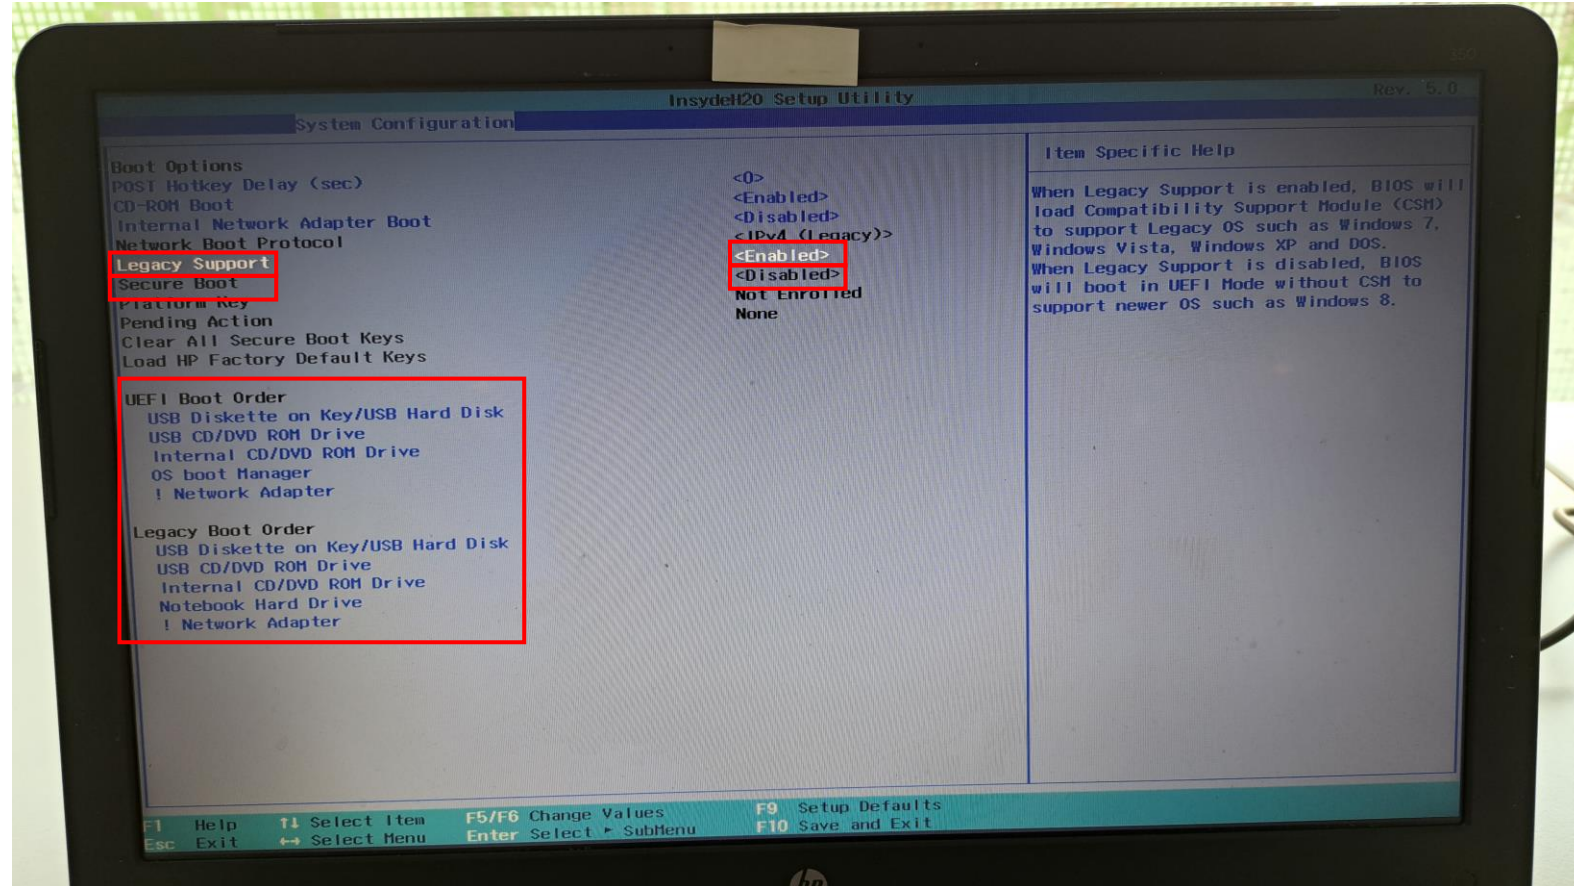 350
InsydeH20 Setup Utility
Rev. 5.0
System Configuration
Boot Options
POST Hotkey Delay (sec) <0>
CD-ROM Boot <Enabled>
Internal Network Adapter Boot <Disabled>
Network Boot Protocol <IPv4 (Legacy)>
Legacy Support <Enabled>
Secure Boot <Disabled>
Platform Key Not Enrolled
Pending Action None
Clear All Secure Boot Keys
Load HP Factory Default Keys
UEFI Boot Order
USB Diskette on Key/USB Hard Disk
USB CD/DVD ROM Drive
Internal CD/DVD ROM Drive
OS boot Manager
! Network Adapter
Legacy Boot Order
USB Diskette on Key/USB Hard Disk
USB CD/DVD ROM Drive
Internal CD/DVD ROM Drive
Notebook Hard Drive
! Network Adapter
Item Specific Help
When Legacy Support is enabled, BIOS will
load Compatibility Support Module (CSM)
to support Legacy OS such as Windows 7,
Windows Vista, Windows XP and DOS.
When Legacy Support is disabled, BIOS
will boot in UEFI Mode without CSM to
support newer OS such as Windows 8.
F1 Help ↑↓ Select Item F5/F6 Change Values F9 Setup Defaults
Esc Exit ↔ Select Menu Enter Select ► SubMenu F10 Save and Exit
hp